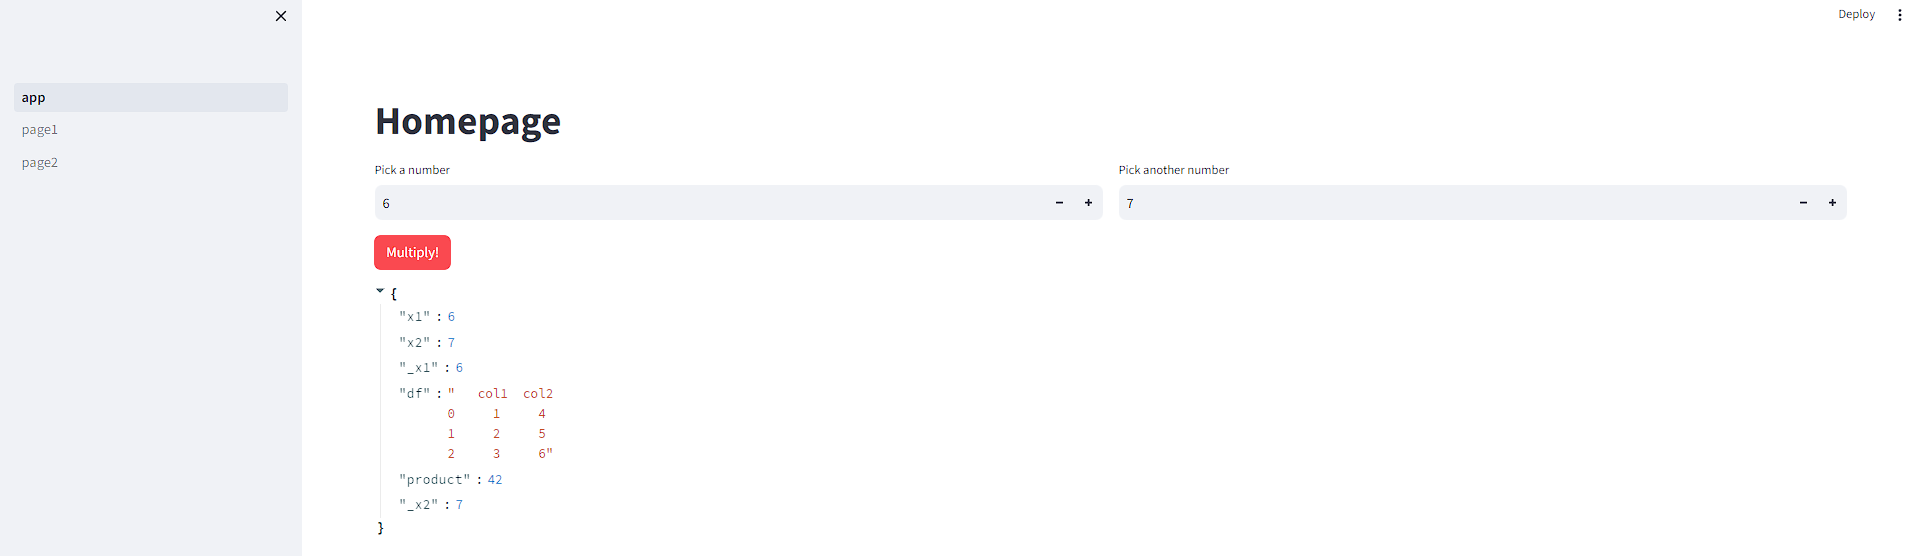 Deploy
app
page1
page2
Homepage
Pick a number
Pick another number
6
7
Multiply!
{
"x1" : 6
"x2" : 7
"_x1" : 6
"df" : "   col1  col2
0     1     4
1     2     5
2     3     6"
"product" : 42
"_x2" : 7
}